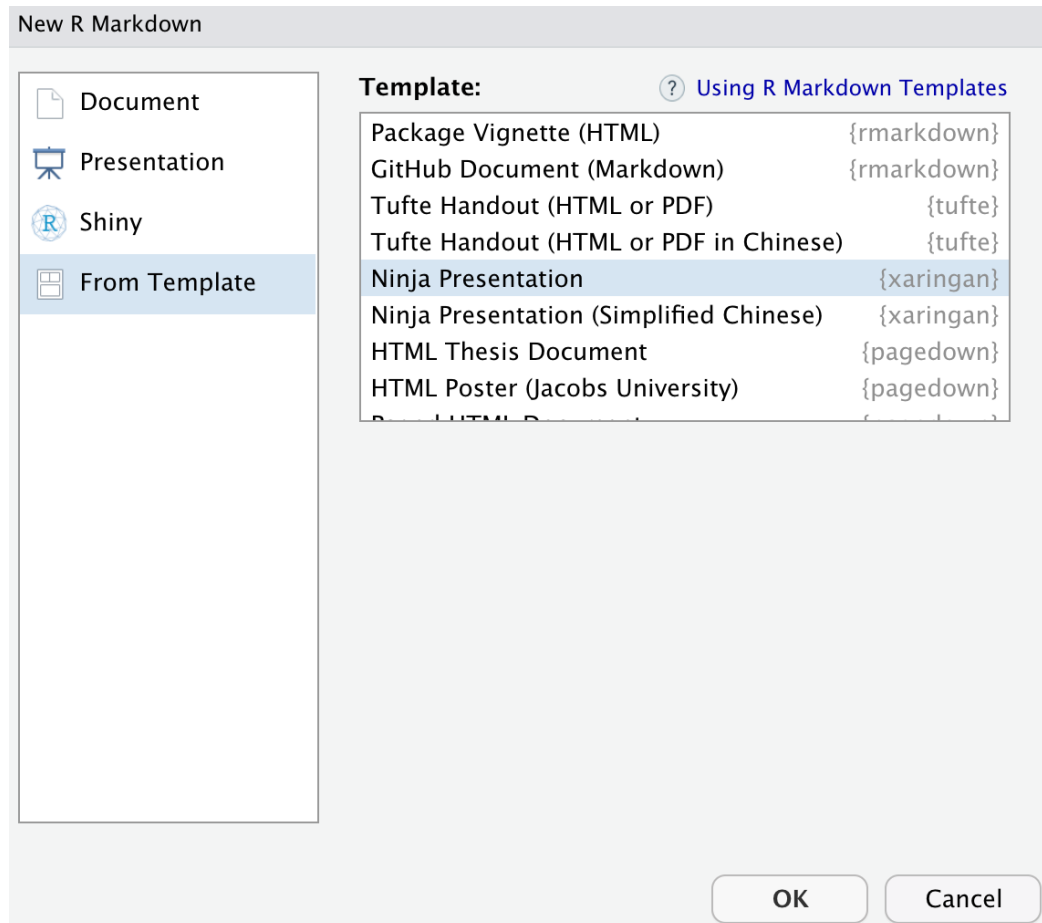 New R Markdown
Document
Presentation
Shiny
From Template
Template: ? Using R Markdown Templates
Package Vignette (HTML) {rmarkdown}
GitHub Document (Markdown) {rmarkdown}
Tufte Handout (HTML or PDF) {tufte}
Tufte Handout (HTML or PDF in Chinese) {tufte}
Ninja Presentation {xaringan}
Ninja Presentation (Simplified Chinese) {xaringan}
HTML Thesis Document {pagedown}
HTML Poster (Jacobs University) {pagedown}
OK Cancel